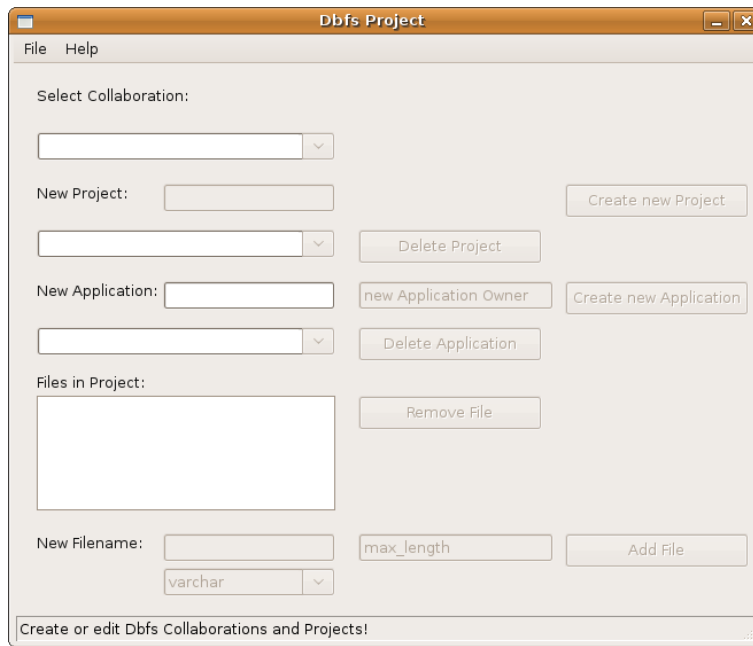 Dbfs Project
File Help
Select Collaboration:
New Project: Create new Project
Delete Project
New Application: new Application Owner Create new Application
Delete Application
Files in Project:
Remove File
New Filename: max_length Add File
varchar
Create or edit Dbfs Collaborations and Projects!